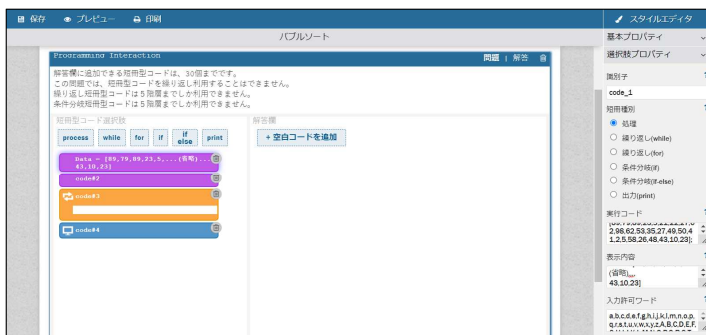 保存 プレビュー 印刷
スタイルエディタ
バブルソート
基本プロパティ
Programming Interaction 問題 | 解答
選択肢プロパティ
解答欄に追加できる短冊型コードは、30個までです。
この問題では、短冊型コードを繰り返し利用することはできません。
繰り返し短冊型コードは5階層までしか利用できません。
条件分岐短冊型コードは5階層までしか利用できません。
識別子
code_1
短冊型コード選択肢
解答欄
process while for if if else print
+ 空白コードを追加
Data = [89,79,89,23,5,...(省略)...
43,10,23]
code#2
code#3
code#4
短冊種別
処理
繰り返し(while)
繰り返し(for)
条件分岐(if)
条件分岐(if-else)
出力(print)
実行コード
2,98,62,53,35,27,49,50,4
1,2,5,58,26,48,43,10,23];
表示内容
(省略)...
43,10,23]
入力許可ワード
a,b,c,d,e,f,g,h,i,j,k,l,m,n,o,p,
q,r,s,t,u,v,w,x,y,z,A,B,C,D,E,F,